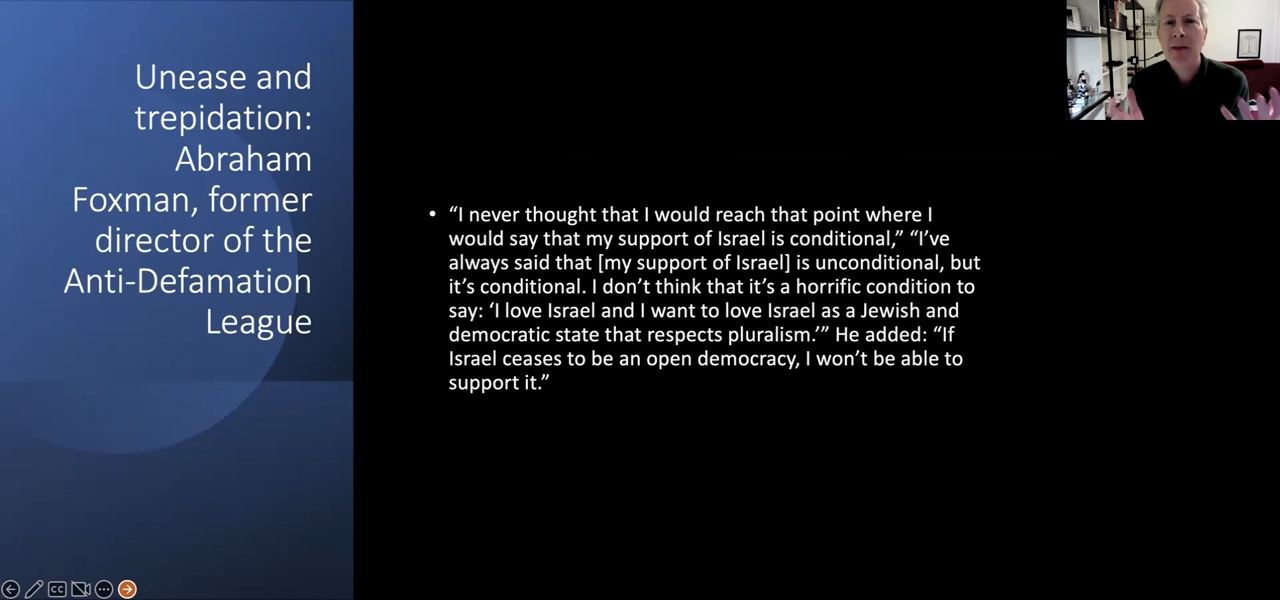 Unease and
trepidation:
Abraham
Foxman, former
director of the
Anti-Defamation
League
• “I never thought that I would reach that point where I
would say that my support of Israel is conditional,” “I’ve
always said that [my support of Israel] is unconditional, but
it’s conditional. I don’t think that it’s a horrific condition to
say: ‘I love Israel and I want to love Israel as a Jewish and
democratic state that respects pluralism.’” He added: “If
Israel ceases to be an open democracy, I won’t be able to
support it.”
CC